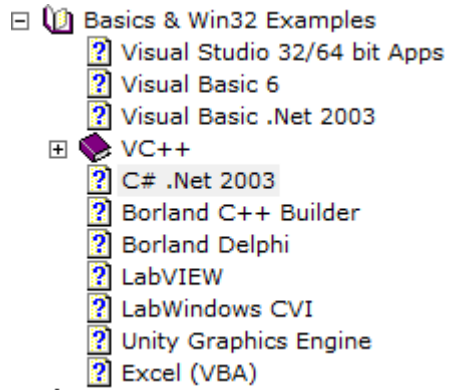 Basics & Win32 Examples
Visual Studio 32/64 bit Apps
Visual Basic 6
Visual Basic .Net 2003
VC++
C# .Net 2003
Borland C++ Builder
Borland Delphi
LabVIEW
LabWindows CVI
Unity Graphics Engine
Excel (VBA)